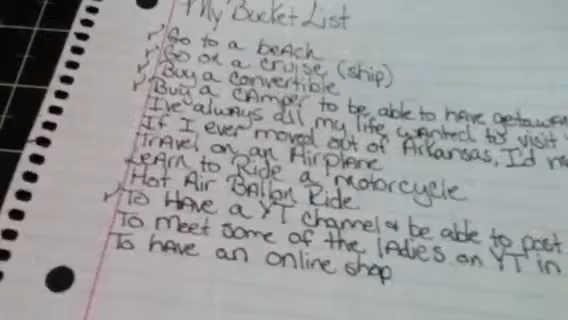 My Bucket List
✓ Go to a beach
✓ Go on a cruise (ship)
✓ Buy a convertible
✓ Buy a camper to be able to have getaway
I've always all my life wanted to visit
If I ever moved out of Arkansas, I'd
Travel on an Airplane
Learn to Ride a motorcycle
Hot Air Ballon Ride
✓ To Have a YT channel & be able to post
To meet some of the ladies on YT in
To have an online shop